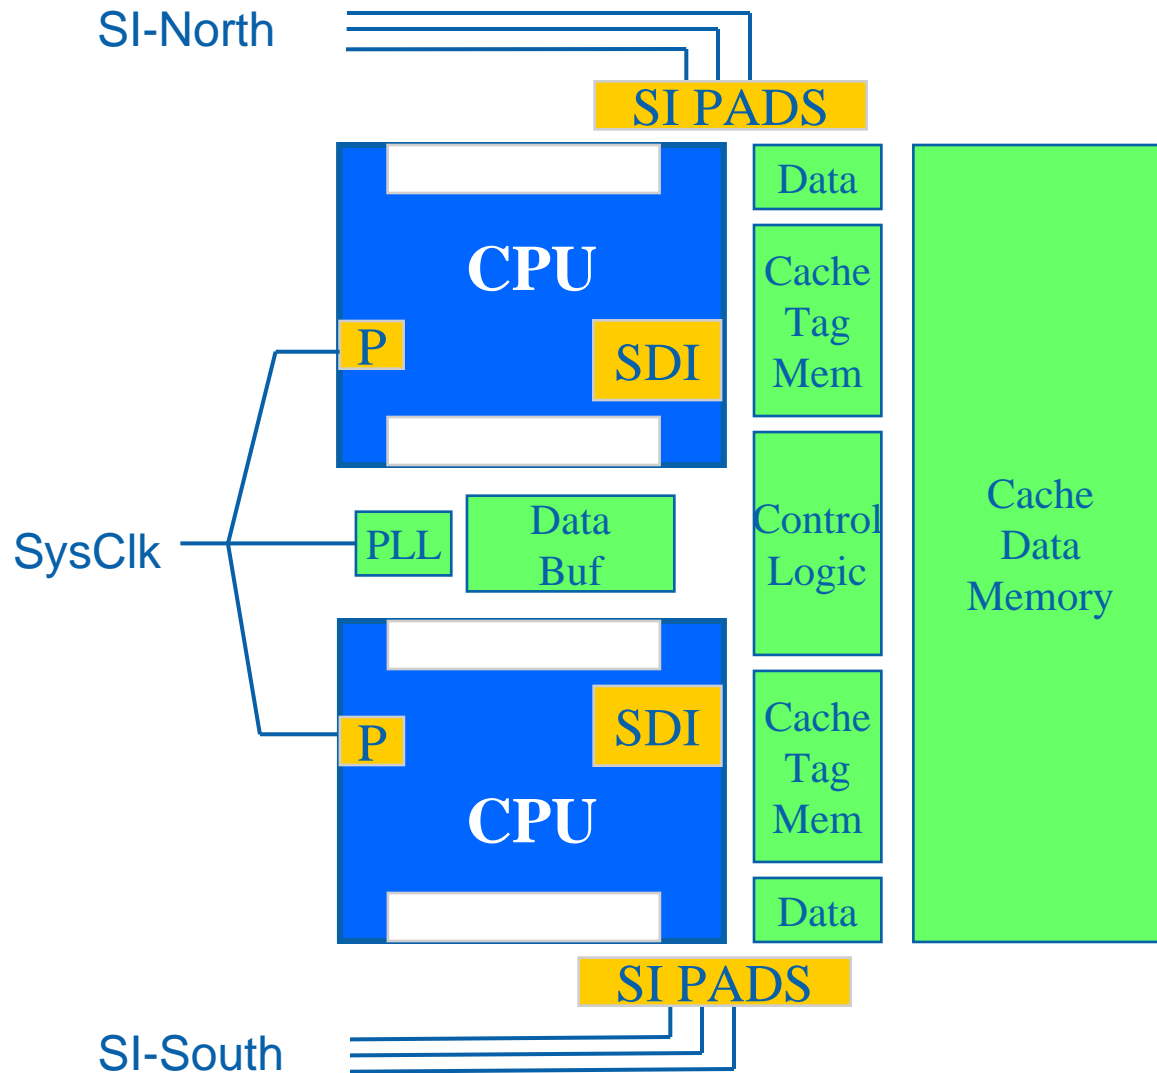 SI-North
SI PADS
Data
CPU
Cache
Tag
Mem
P
SDI
Control
Logic
Cache
Data
Memory
SysClk
PLL
Data
Buf
SDI
P
CPU
Cache
Tag
Mem
Data
SI PADS
SI-South